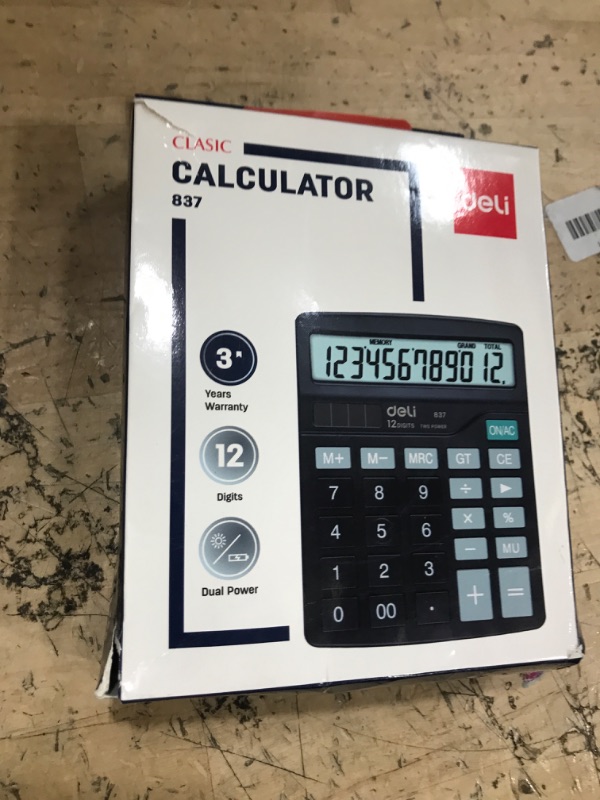 CLASIC
CALCULATOR
837
deli
3
Years
Warranty
12
Digits
Dual Power
MEMORY GRAND TOTAL
123456789012.
deli 837
12DIGITS TWO POWER
ON/AC
M+ M- MRC GT CE
7 8 9 ÷ ▶
4 5 6 × %
1 2 3 - MU
0 00 · + =